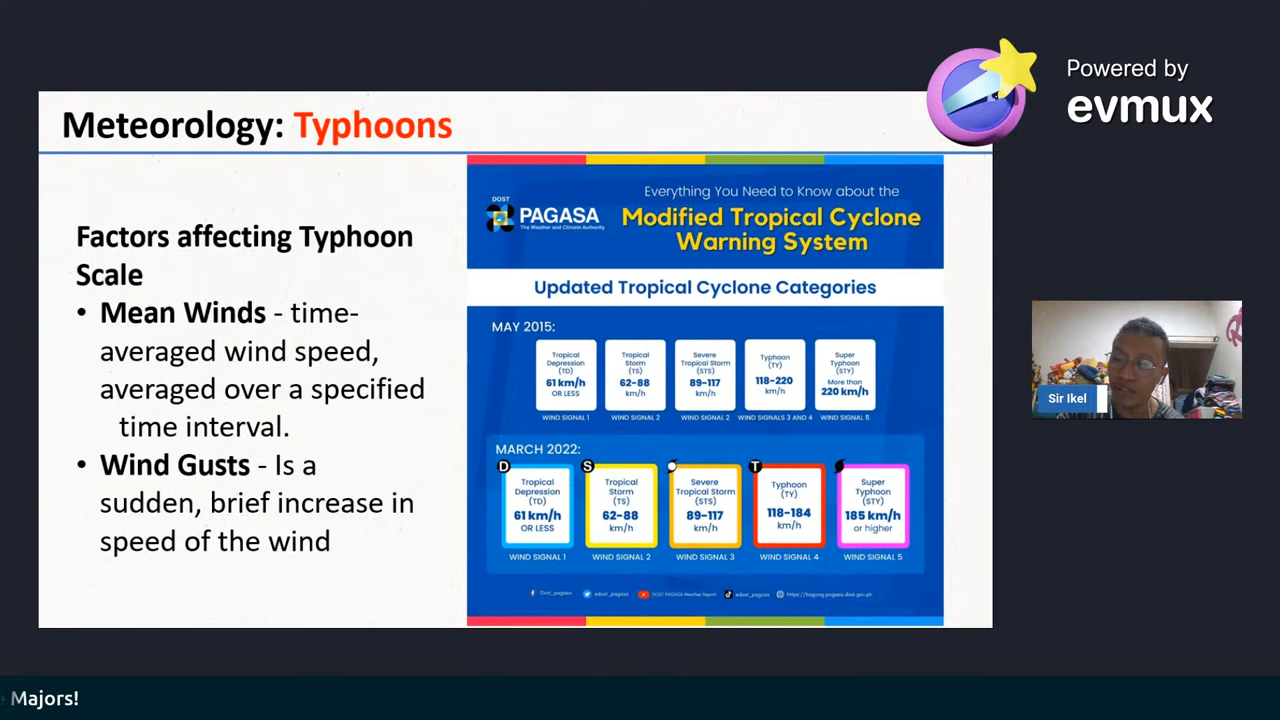 Powered by
evmux
Meteorology: Typhoons
Factors affecting Typhoon
Scale
• Mean Winds - time-
averaged wind speed,
averaged over a specified
time interval.
• Wind Gusts - Is a
sudden, brief increase in
speed of the wind
DOST
PAGASA
The Weather and Climate Authority
Everything You Need to Know about the
Modified Tropical Cyclone
Warning System
Updated Tropical Cyclone Categories
MAY 2015:
Tropical
Depression
(TD)
61 km/h
OR LESS
WIND SIGNAL 1
Tropical
Storm
(TS)
62-88
km/h
WIND SIGNAL 2
Severe
Tropical Storm
(STS)
89-117
km/h
WIND SIGNAL 2
Typhoon
(TY)
118-220
km/h
WIND SIGNALS 3 AND 4
Super
Typhoon
(STY)
More than
220 km/h
WIND SIGNAL 5
MARCH 2022:
D
Tropical
Depression
(TD)
61 km/h
OR LESS
WIND SIGNAL 1
S
Tropical
Storm
(TS)
62-88
km/h
WIND SIGNAL 2
Severe
Tropical Storm
(STS)
89-117
km/h
WIND SIGNAL 3
T
Typhoon
(TY)
118-184
km/h
WIND SIGNAL 4
Super
Typhoon
(STY)
185 km/h
or higher
WIND SIGNAL 5
Dost_pagasa
DOST PAGASA Weather Report
https://bagong.pagasa.dost.gov.ph
Sir Ikel
Majors!